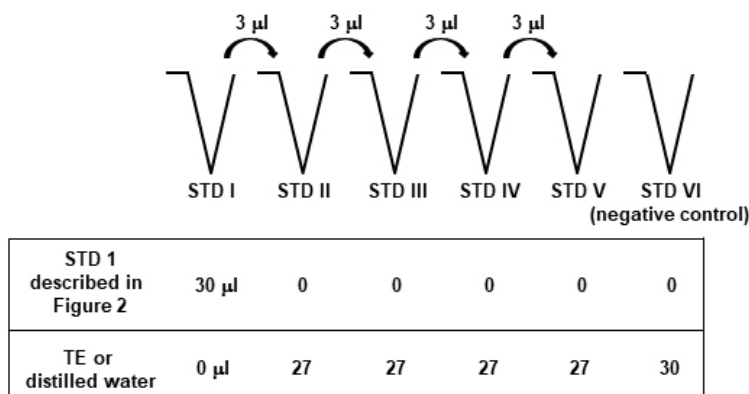 3 µl 3 µl 3 µl 3 µl
STD I STD II STD III STD IV STD V STD VI
(negative control)
STD 1
described in
Figure 2
30 µl 0 0 0 0 0
TE or
distilled water
0 µl 27 27 27 27 30